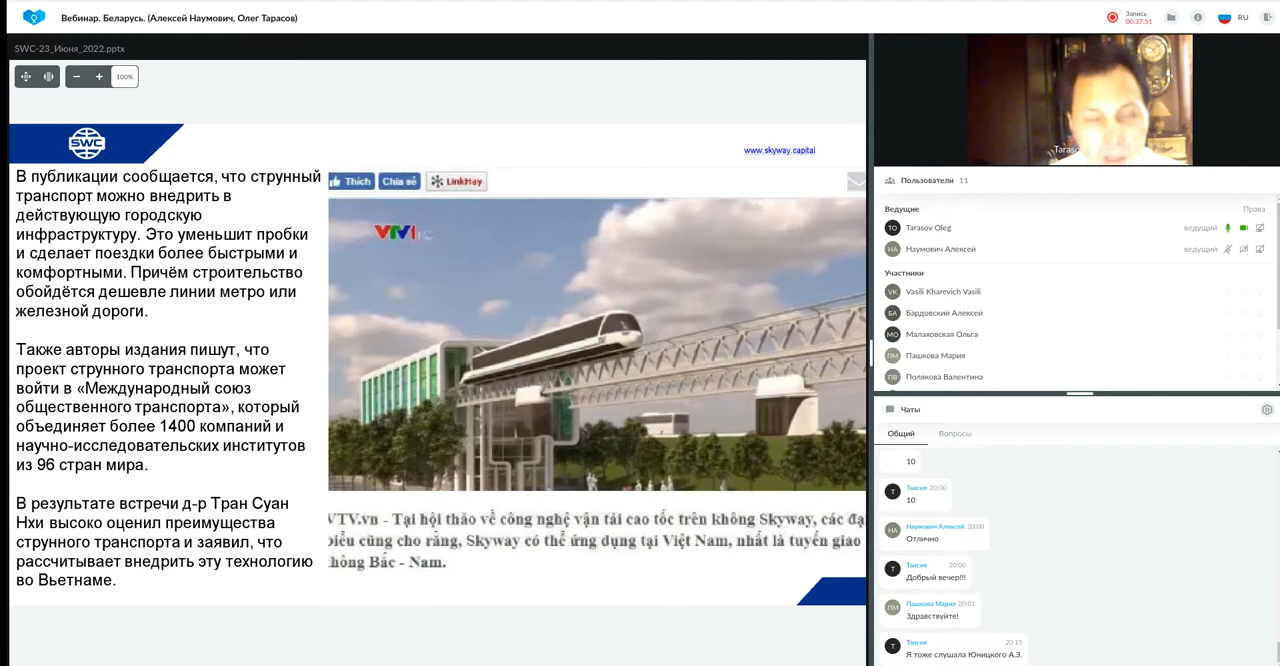 Вебинар. Беларусь. (Алексей Наумович, Олег Тарасов)
Запись
00:37:51
RU
SWC-23_Июня_2022.pptx
100%
SWC
www.skyway.capital
В публикации сообщается, что струнный
транспорт можно внедрить в
действующую городскую
инфраструктуру. Это уменьшит пробки
и сделает поездки более быстрыми и
комфортными. Причём строительство
обойдётся дешевле линии метро или
железной дороги.
Также авторы издания пишут, что
проект струнного транспорта может
войти в «Международный союз
общественного транспорта», который
объединяет более 1400 компаний и
научно-исследовательских институтов
из 96 стран мира.
В результате встречи д-р Тран Суан
Нхи высоко оценил преимущества
струнного транспорта и заявил, что
рассчитывает внедрить эту технологию
во Вьетнаме.
Thích
Chia sẻ
LinkHay
VTV1
VTV.vn - Tại hội thảo về công nghệ vận tải cao tốc trên không Skyway, các đạ
biểu cũng cho rằng, Skyway có thể ứng dụng tại Việt Nam, nhất là tuyến giao
thông Bắc - Nam.
Пользователи 11
Ведущие
Права
TO Tarasov Oleg ведущий
НА Наумович Алексей ведущий
Участники
VK Vasili Kharevich Vasili
БА Бардовский Алексей
МО Малаховская Ольга
ПМ Пашкова Мария
ПВ Полякова Валентина
Чаты
Общий
Вопросы
10
Т
Таисия 20:00
10
НА
Наумович Алексей 20:00
Отлично
Т
Таисия 20:00
Добрый вечер!!!
ПМ
Пашкова Мария 20:01
Здравствуйте!
Т
Таисия 20:15
Я тоже слушала Юницкого А.Э.